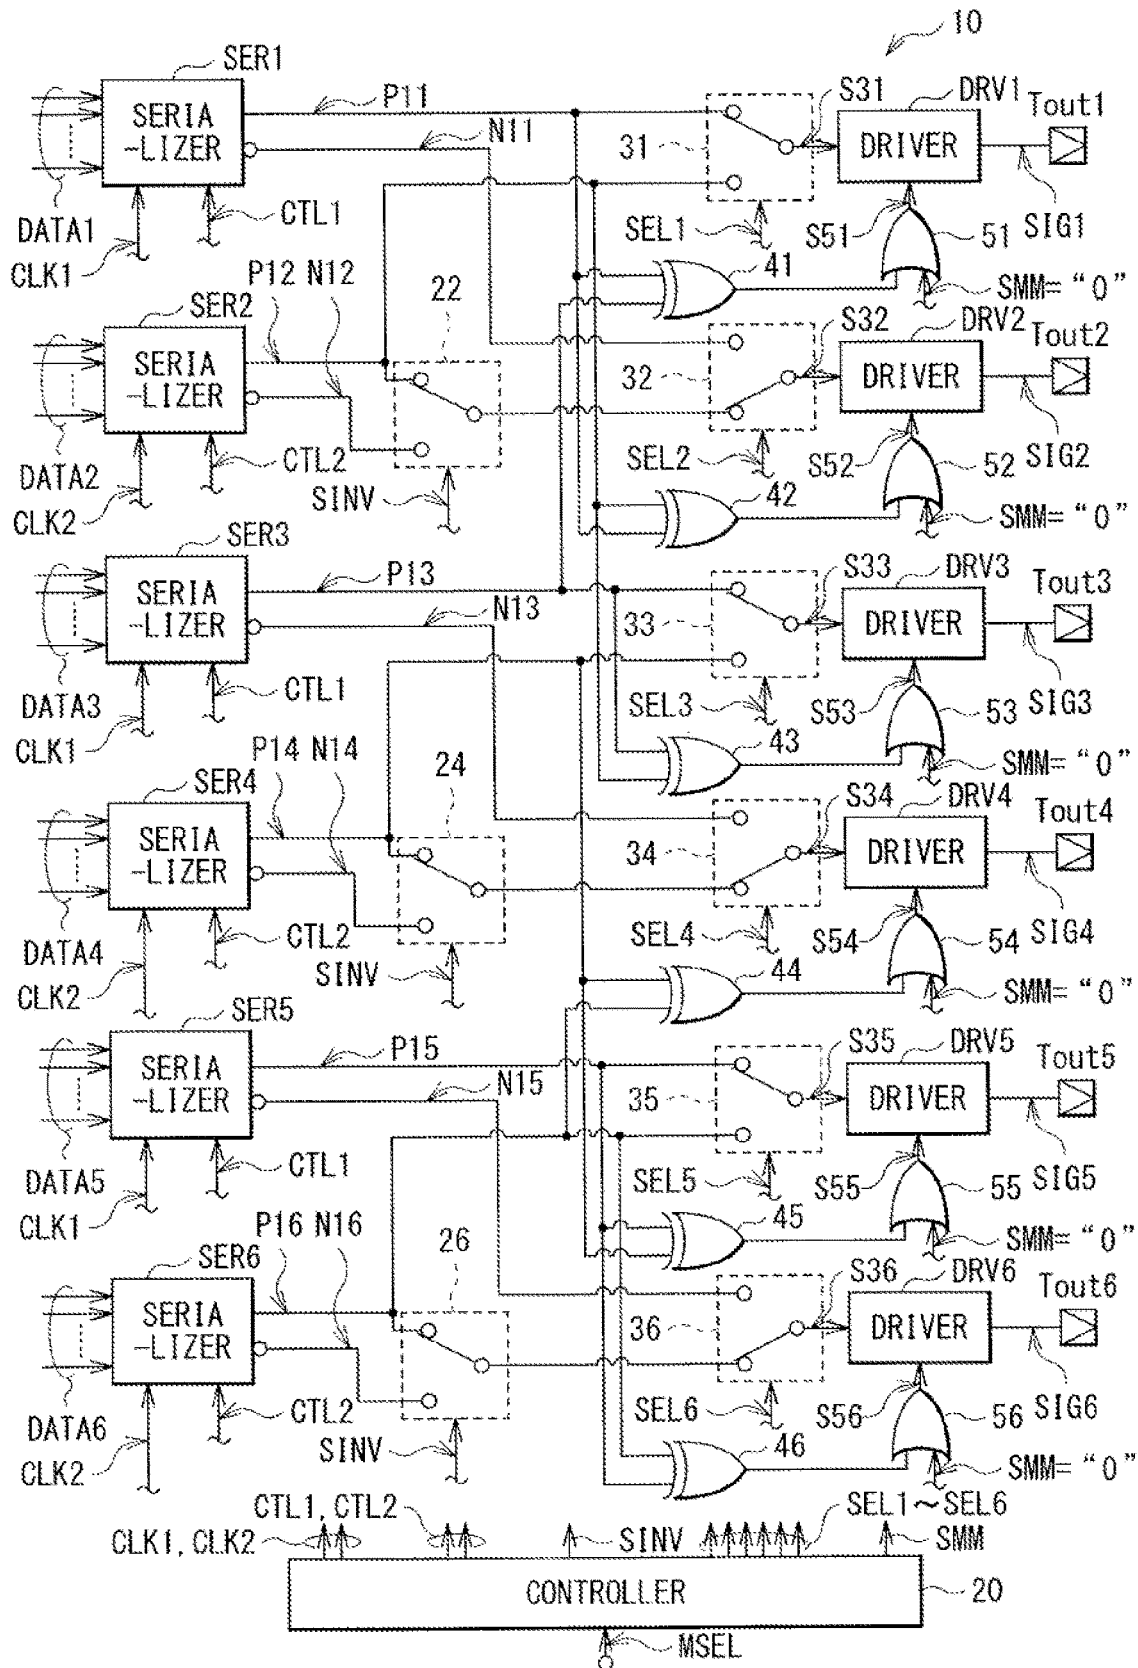 10
SER1
SERIA
-LIZER
P11
N11
S31
DRV1
Tout1
31
DRIVER
DATA1
CTL1
CLK1
SEL1
S51
51
SIG1
41
SMM= “0”
P12 N12
22
SER2
SERIA
-LIZER
S32
DRV2
Tout2
32
DRIVER
DATA2
CTL2
CLK2
SINV
SEL2
S52
52
SIG2
42
SMM= “0”
SER3
SERIA
-LIZER
P13
N13
S33
DRV3
Tout3
33
DRIVER
DATA3
CTL1
CLK1
SEL3
S53
53
SIG3
43
SMM= “0”
P14 N14
24
SER4
SERIA
-LIZER
S34
DRV4
Tout4
34
DRIVER
DATA4
CTL2
CLK2
SINV
SEL4
S54
54
SIG4
44
SMM= “0”
SER5
SERIA
-LIZER
P15
N15
S35
DRV5
Tout5
35
DRIVER
DATA5
CTL1
CLK1
SEL5
S55
55
SIG5
45
SMM= “0”
P16 N16
26
SER6
SERIA
-LIZER
S36
DRV6
Tout6
36
DRIVER
DATA6
CTL2
CLK2
SINV
SEL6
S56
56
SIG6
46
SMM= “0”
CLK1, CLK2
CTL1, CTL2
SINV
SEL1～SEL6
SMM
CONTROLLER
20
MSEL